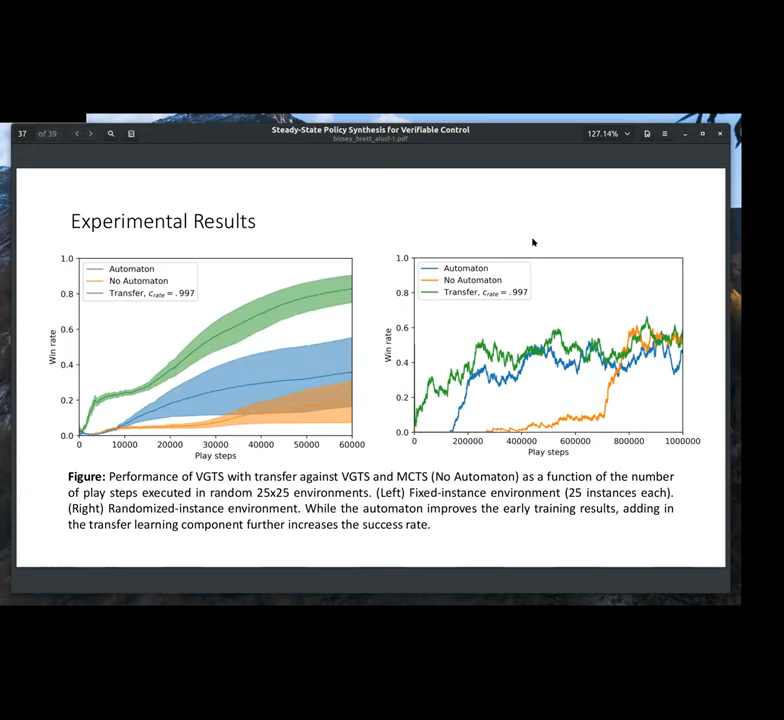 37 of 39
Steady-State Policy Synthesis for Verifiable Control
bissey_brett_alucf-1.pdf
127.14%
Experimental Results
1.0
0.8
0.6
0.4
0.2
0.0
Win rate
Automaton
No Automaton
Transfer, c_rate = .997
0 10000 20000 30000 40000 50000 60000
Play steps
1.0
0.8
0.6
0.4
0.2
0.0
Win rate
Automaton
No Automaton
Transfer, c_rate = .997
0 200000 400000 600000 800000 1000000
Play steps
Figure: Performance of VGTS with transfer against VGTS and MCTS (No Automaton) as a function of the number
of play steps executed in random 25x25 environments. (Left) Fixed-instance environment (25 instances each).
(Right) Randomized-instance environment. While the automaton improves the early training results, adding in
the transfer learning component further increases the success rate.